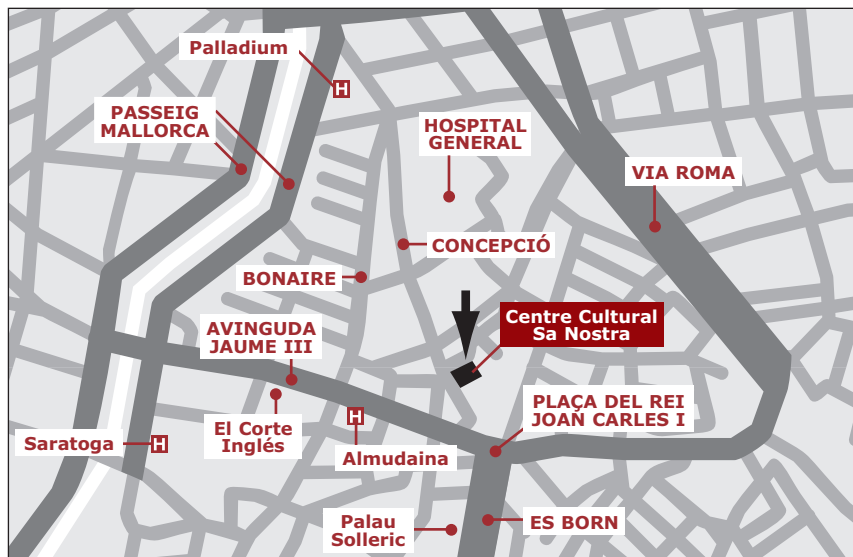 Palladium
H
PASSEIG
MALLORCA
HOSPITAL
GENERAL
VIA ROMA
CONCEPCIÓ
BONAIRE
Centre Cultural
Sa Nostra
AVINGUDA
JAUME III
PLAÇA DEL REI
JOAN CARLES I
El Corte
Inglés
H
Almudaina
Saratoga
H
Palau
Solleric
ES BORN